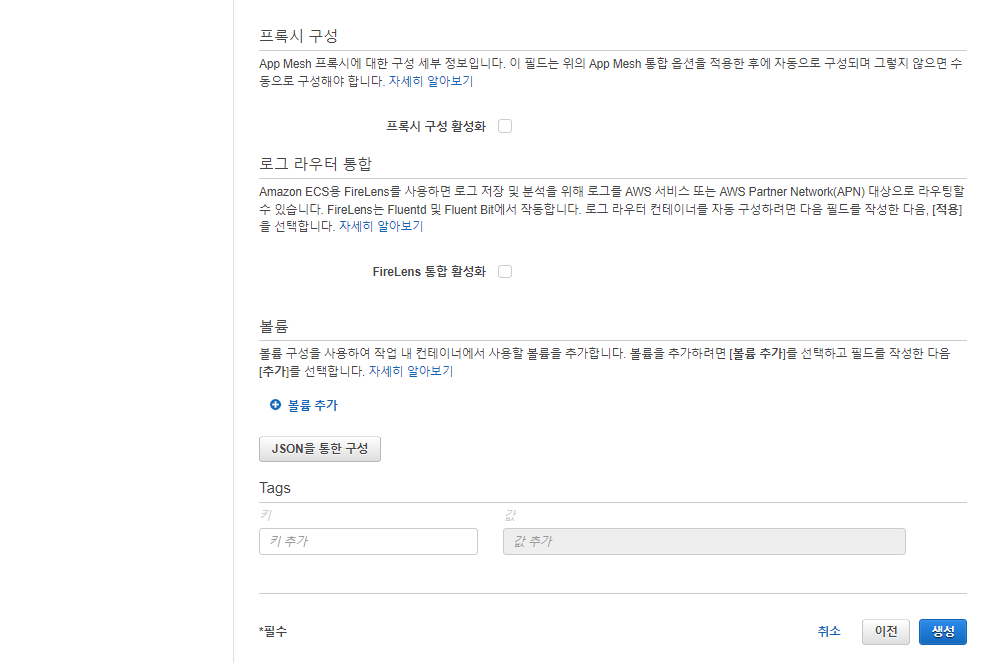 프록시 구성
App Mesh 프록시에 대한 구성 세부 정보입니다. 이 필드는 위의 App Mesh 통합 옵션을 적용한 후에 자동으로 구성되며 그렇지 않으면 수
동으로 구성해야 합니다. 자세히 알아보기
프록시 구성 활성화
로그 라우터 통합
Amazon ECS용 FireLens를 사용하면 로그 저장 및 분석을 위해 로그를 AWS 서비스 또는 AWS Partner Network(APN) 대상으로 라우팅할
수 있습니다. FireLens는 Fluentd 및 Fluent Bit에서 작동합니다. 로그 라우터 컨테이너를 자동 구성하려면 다음 필드를 작성한 다음, [적용]
을 선택합니다. 자세히 알아보기
FireLens 통합 활성화
볼륨
볼륨 구성을 사용하여 작업 내 컨테이너에서 사용할 볼륨을 추가합니다. 볼륨을 추가하려면 [볼륨 추가]를 선택하고 필드를 작성한 다음
[추가]를 선택합니다. 자세히 알아보기
볼륨 추가
JSON을 통한 구성
Tags
키 값
키 추가 값 추가
*필수 취소 이전 생성